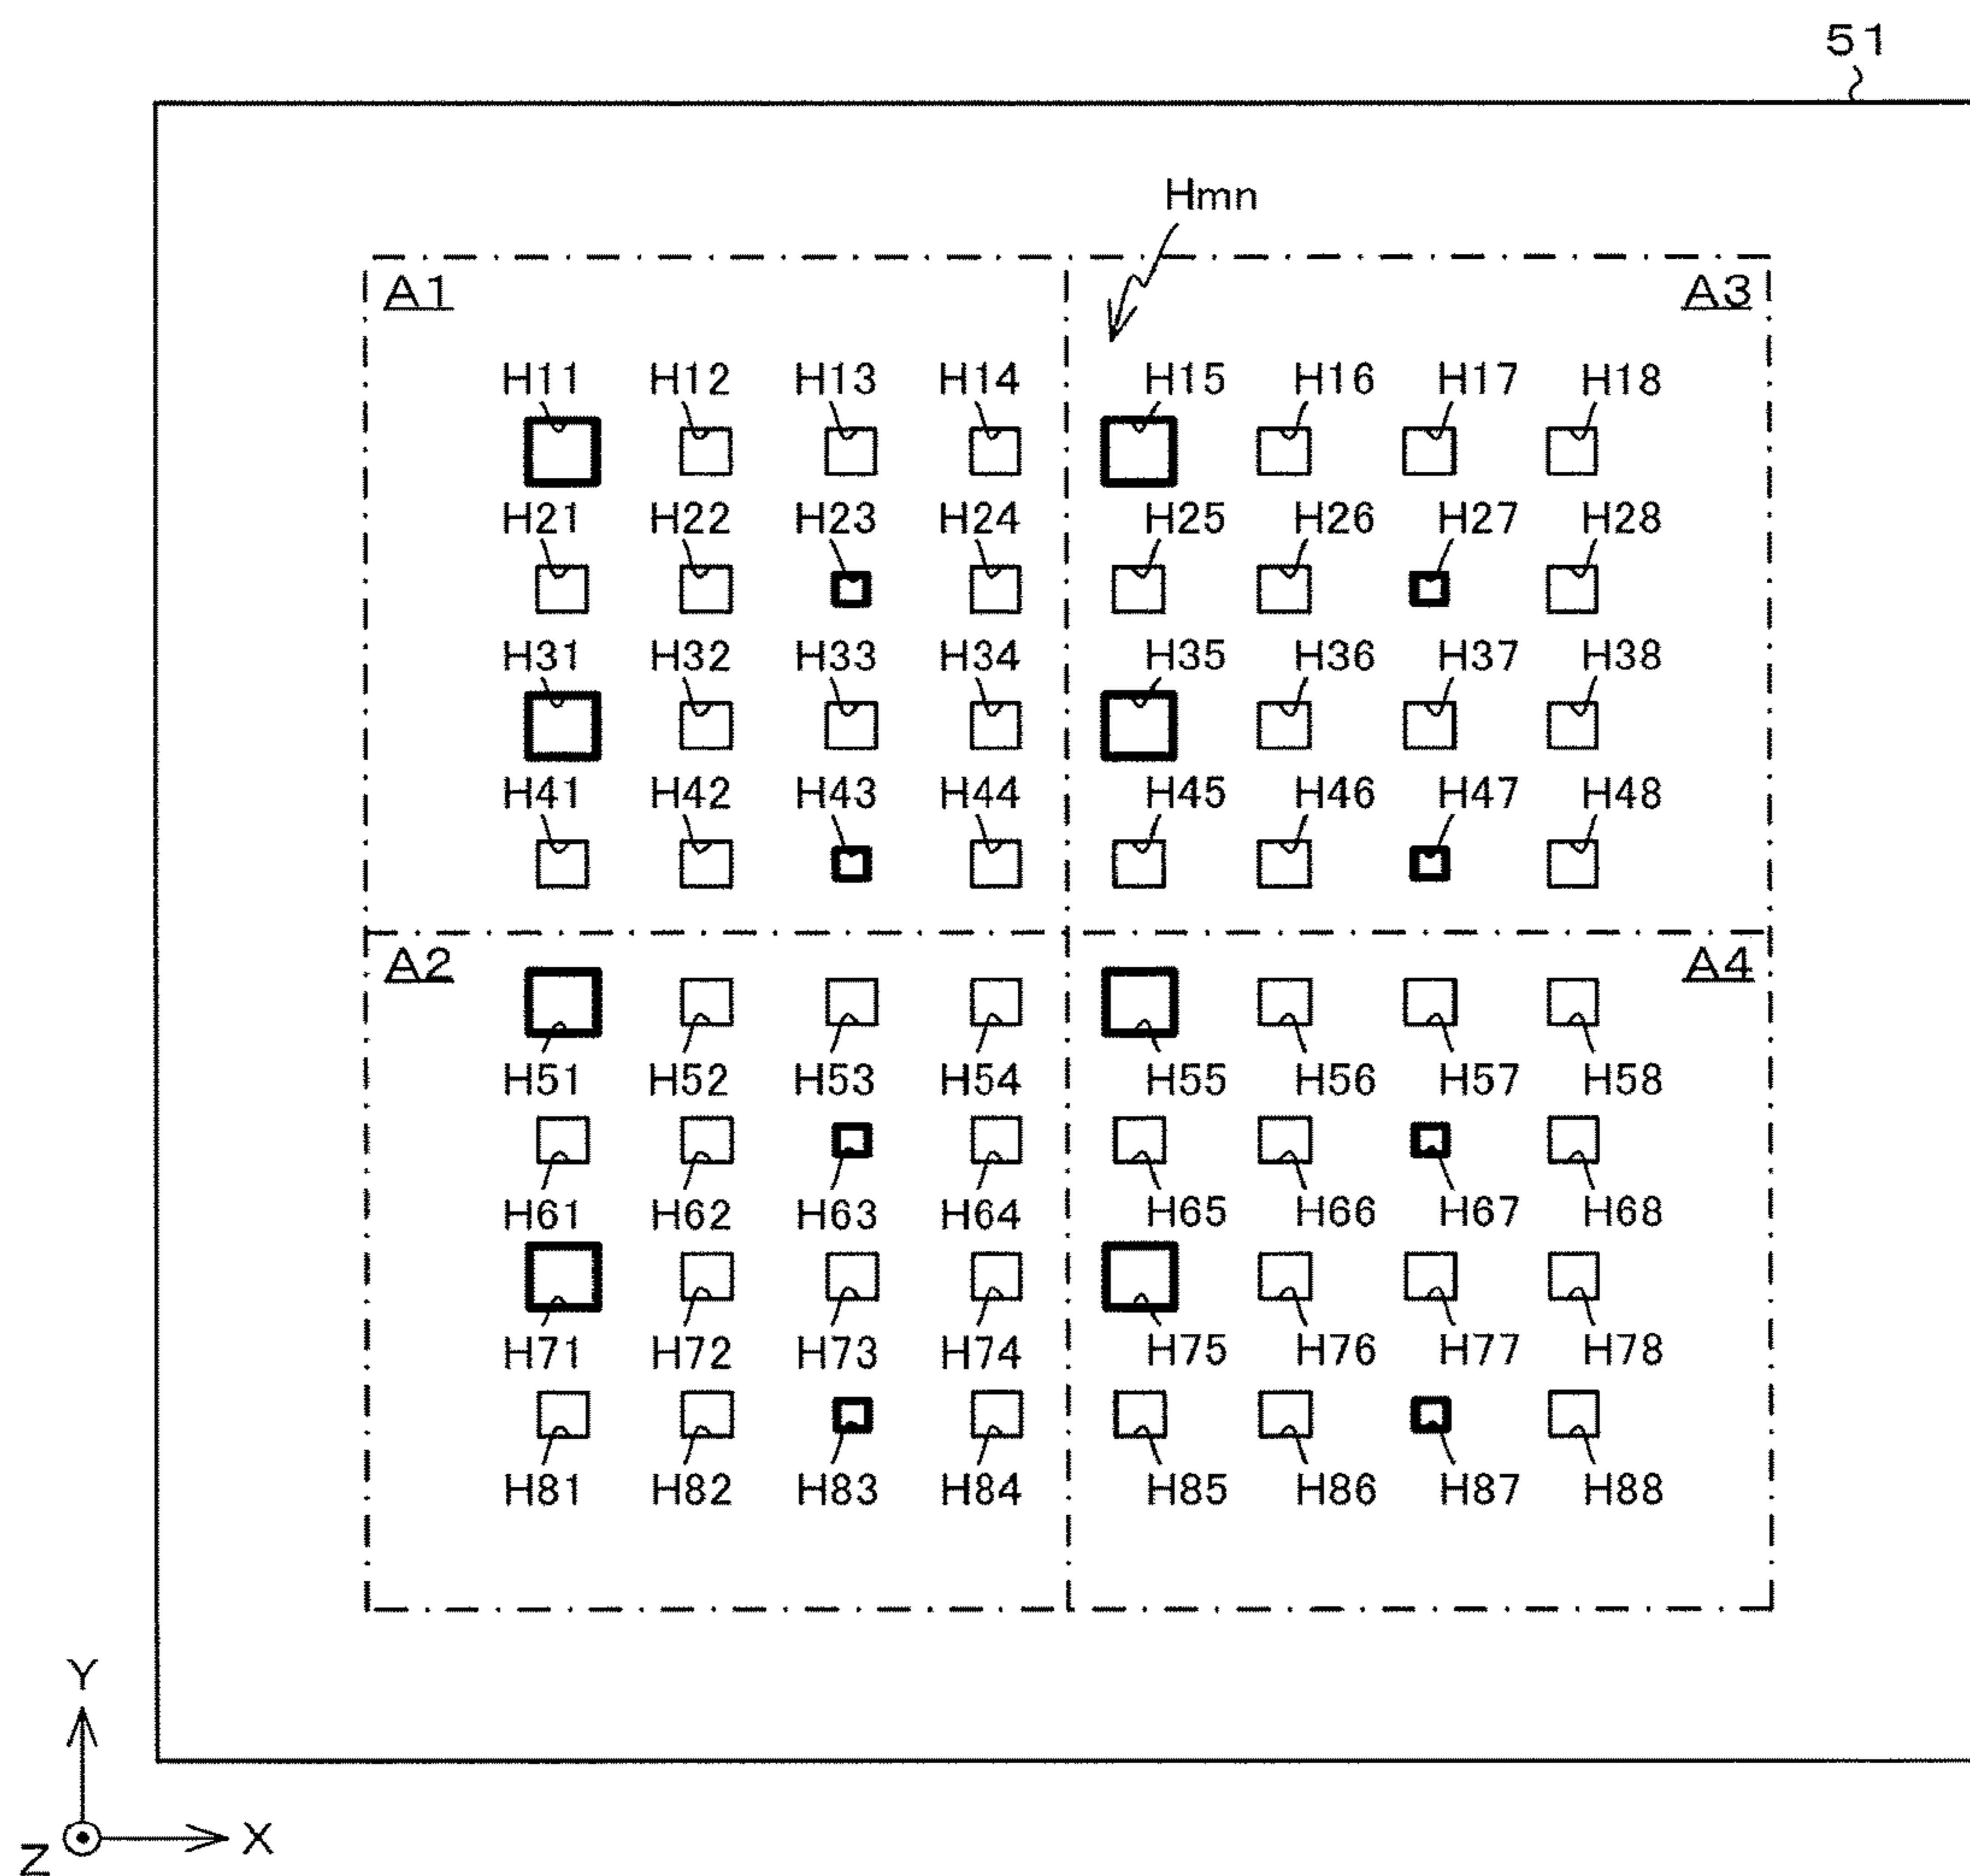 51
Hmn
A1 A3
H11 H12 H13 H14 H15 H16 H17 H18
H21 H22 H23 H24 H25 H26 H27 H28
H31 H32 H33 H34 H35 H36 H37 H38
H41 H42 H43 H44 H45 H46 H47 H48
A2 A4
H51 H52 H53 H54 H55 H56 H57 H58
H61 H62 H63 H64 H65 H66 H67 H68
H71 H72 H73 H74 H75 H76 H77 H78
H81 H82 H83 H84 H85 H86 H87 H88
Y
Z X